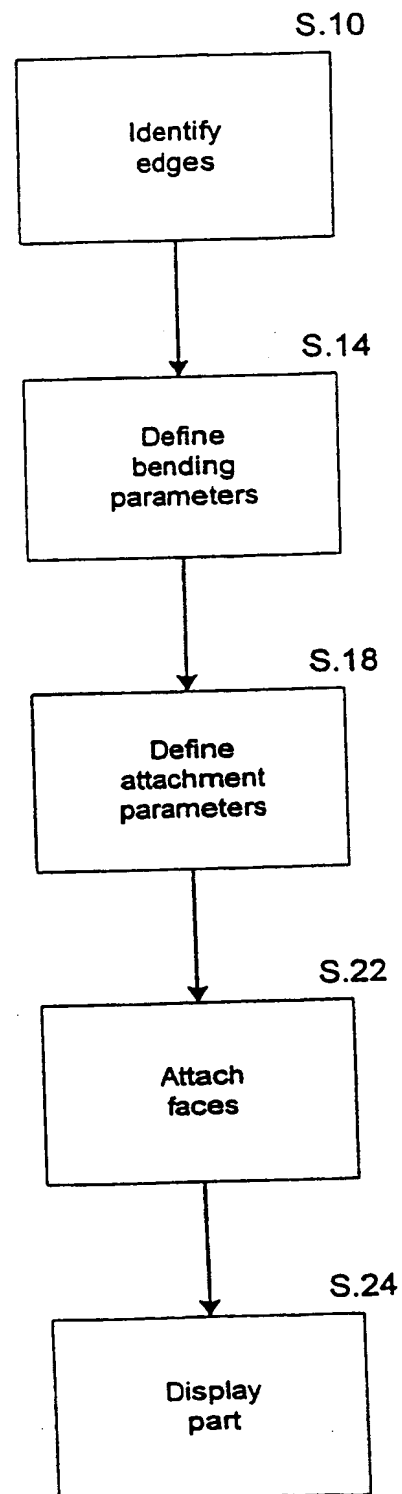 S.10
Identify
edges
S.14
Define
bending
parameters
S.18
Define
attachment
parameters
S.22
Attach
faces
S.24
Display
part